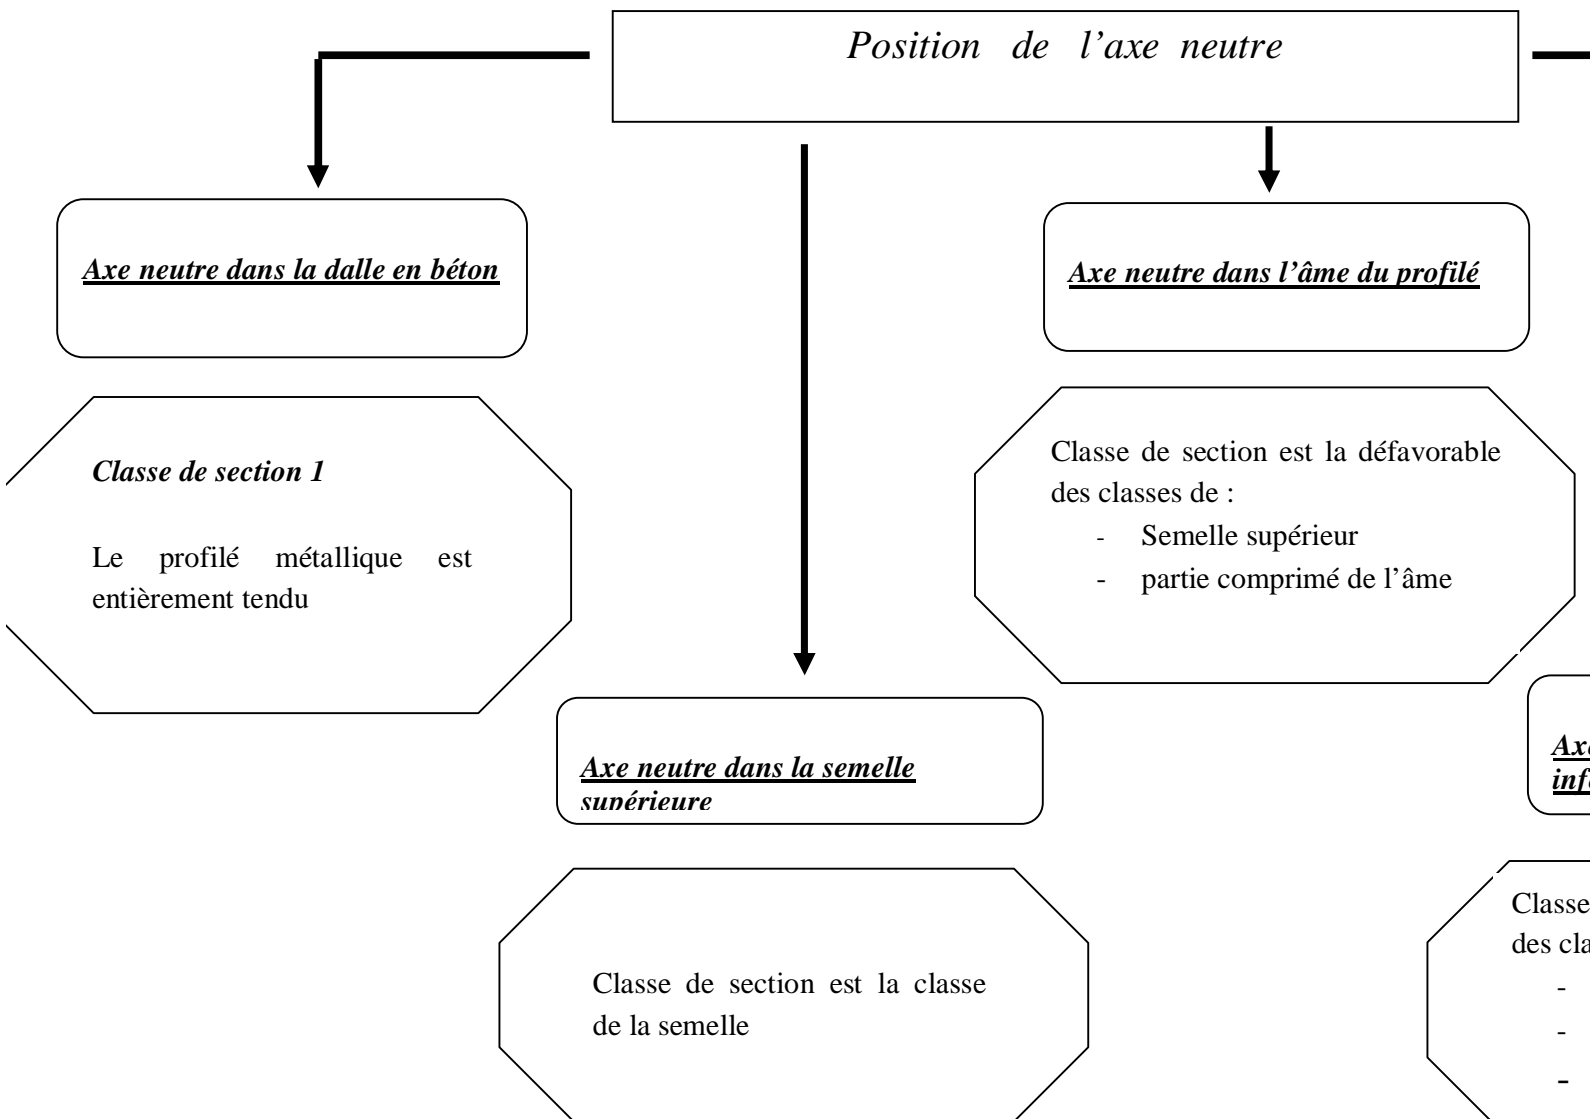 Position de l’axe neutre
Axe neutre dans la dalle en béton
Classe de section 1
Le profilé métallique est
entièrement tendu
Axe neutre dans la semelle
supérieure
Classe de section est la classe
de la semelle
Axe neutre dans l’âme du profilé
Classe de section est la défavorable
des classes de :
- Semelle supérieur
- partie comprimé de l’âme
Classe
des
-
-
-